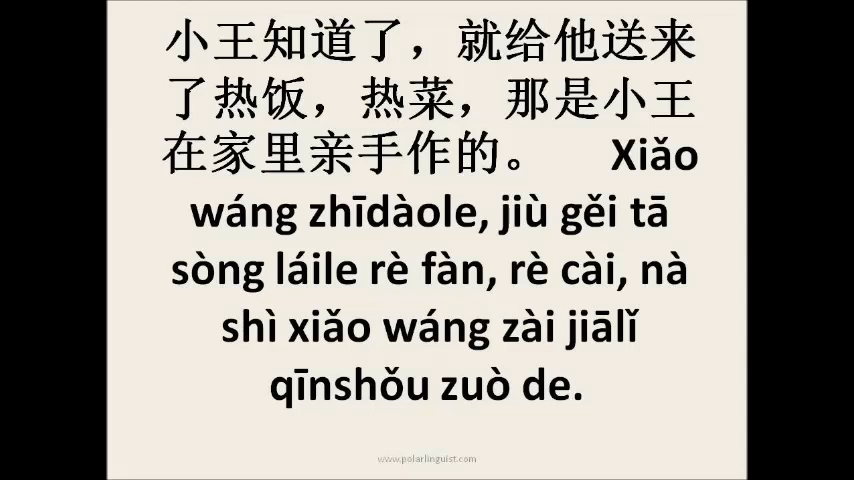 小王知道了，就给他送来
了热饭，热菜，那是小王
在家里亲手作的。 Xiǎo
wáng zhīdàole, jiù gěi tā
sòng láile rè fàn, rè cài, nà
shì xiǎo wáng zài jiālǐ
qīnshǒu zuò de.
www.polarlinguist.com